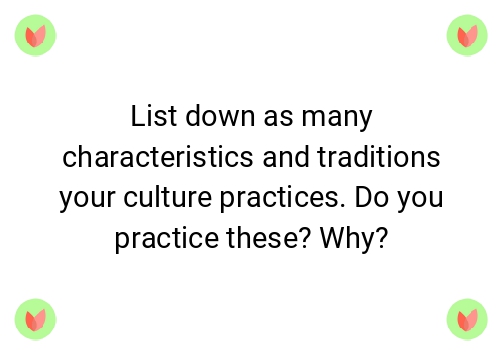 List down as many
characteristics and traditions
your culture practices. Do you
practice these? Why?